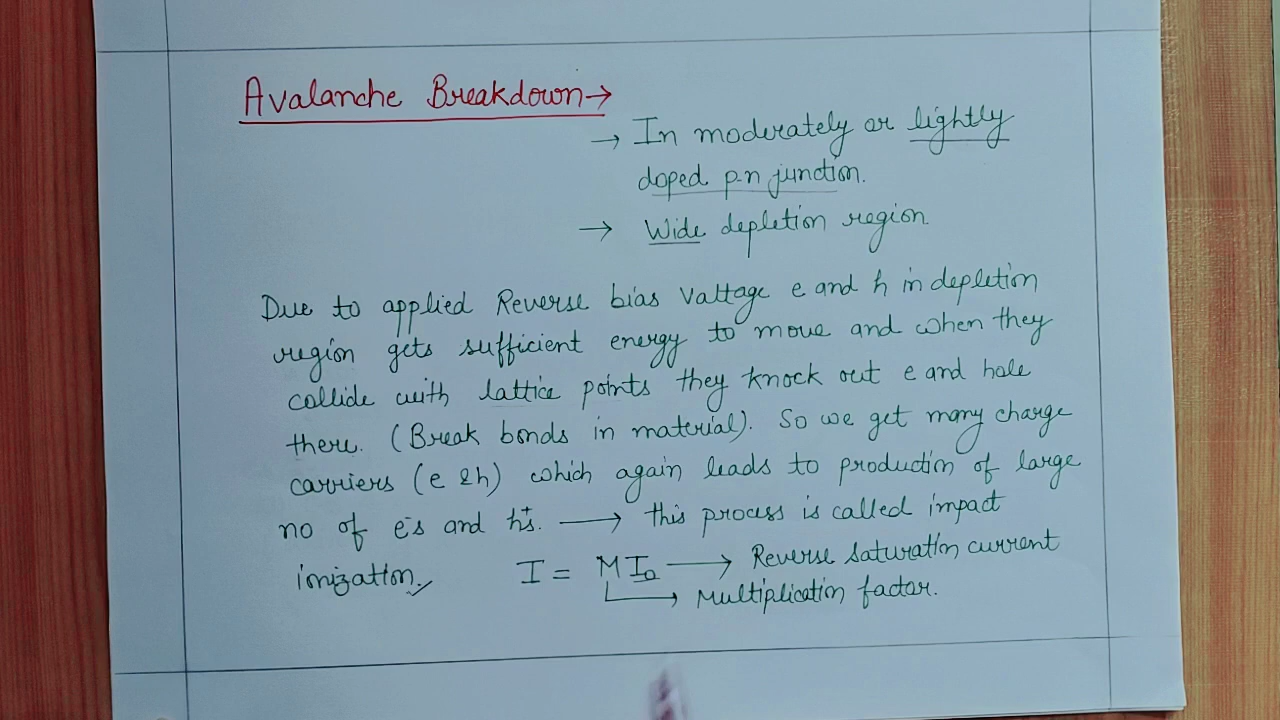 Avalanche Breakdown→
→ In moderately or lightly
doped p-n junction.
→ Wide depletion region
Due to applied Reverse bias Valtage e and h in depletion
region gets sufficient energy to move and when they
collide with lattice points they knock out e and hole
there. (Break bonds in material). So we get many charge
carriers (e & h) which again leads to production of large
no of e⁻s and h⁺s. → this process is called impact
ionization.
I = MI₀ → Reverse saturation current
→ Multiplication factor.